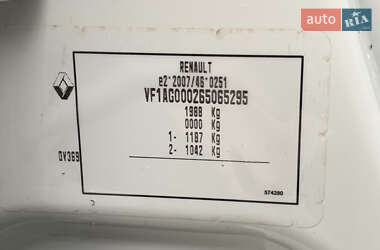 auto RIA
RENAULT
e2*2007/46*0251
VF1AG000265065295
1988 Kg
0000 Kg
1- 1187 Kg
2- 1042 Kg
0V369
574280